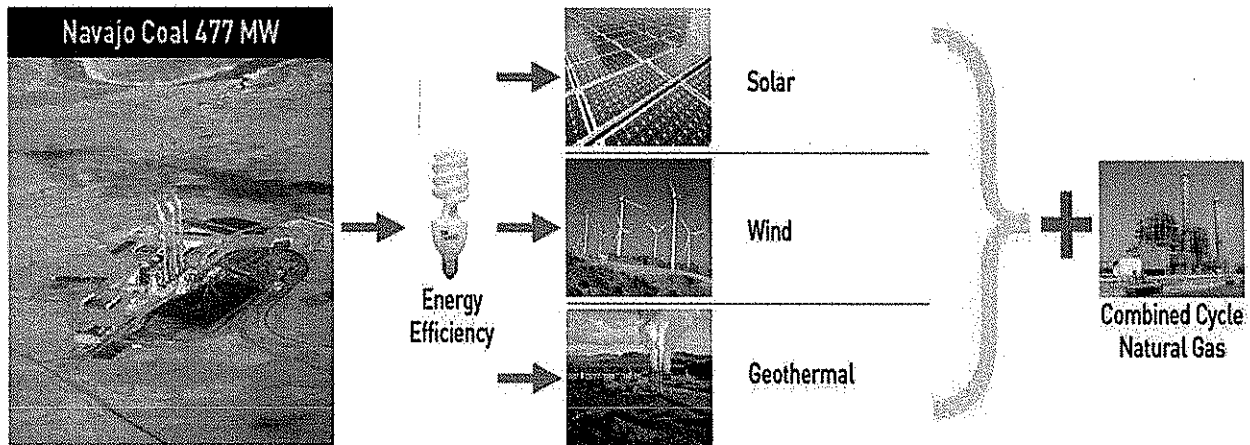 Navajo Coal 477 MW
Solar
Wind
Energy
Efficiency
Geothermal
Combined Cycle
Natural Gas